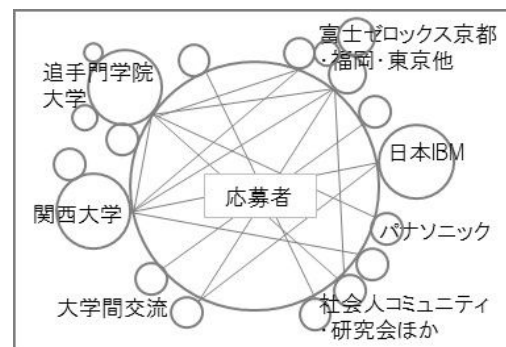 富士ゼロックス京都
・福岡・東京他
追手門学院
大学
日本IBM
応募者
関西大学
パナソニック
大学間交流
社会人コミュニティ
・研究会ほか